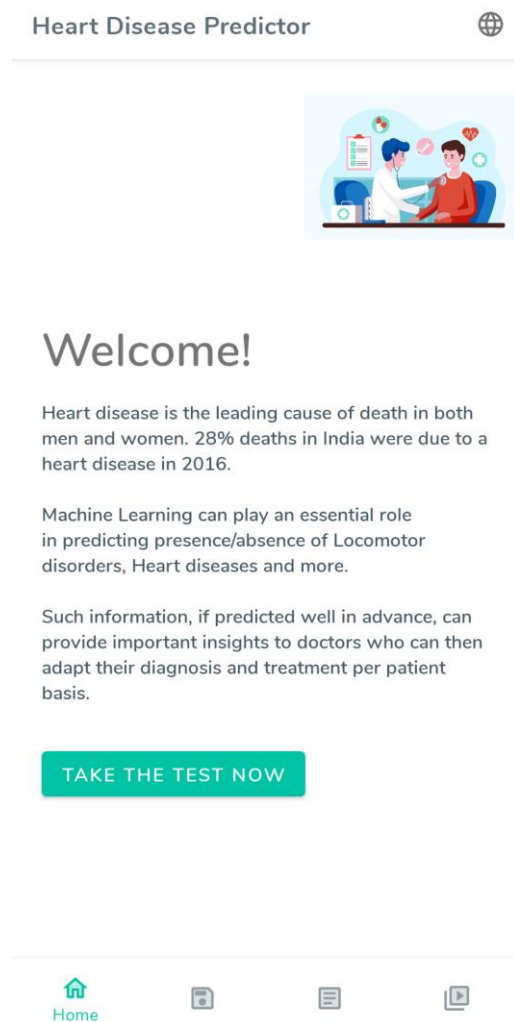 Heart Disease Predictor
Welcome!
Heart disease is the leading cause of death in both
men and women. 28% deaths in India were due to a
heart disease in 2016.
Machine Learning can play an essential role
in predicting presence/absence of Locomotor
disorders, Heart diseases and more.
Such information, if predicted well in advance, can
provide important insights to doctors who can then
adapt their diagnosis and treatment per patient
basis.
TAKE THE TEST NOW
Home